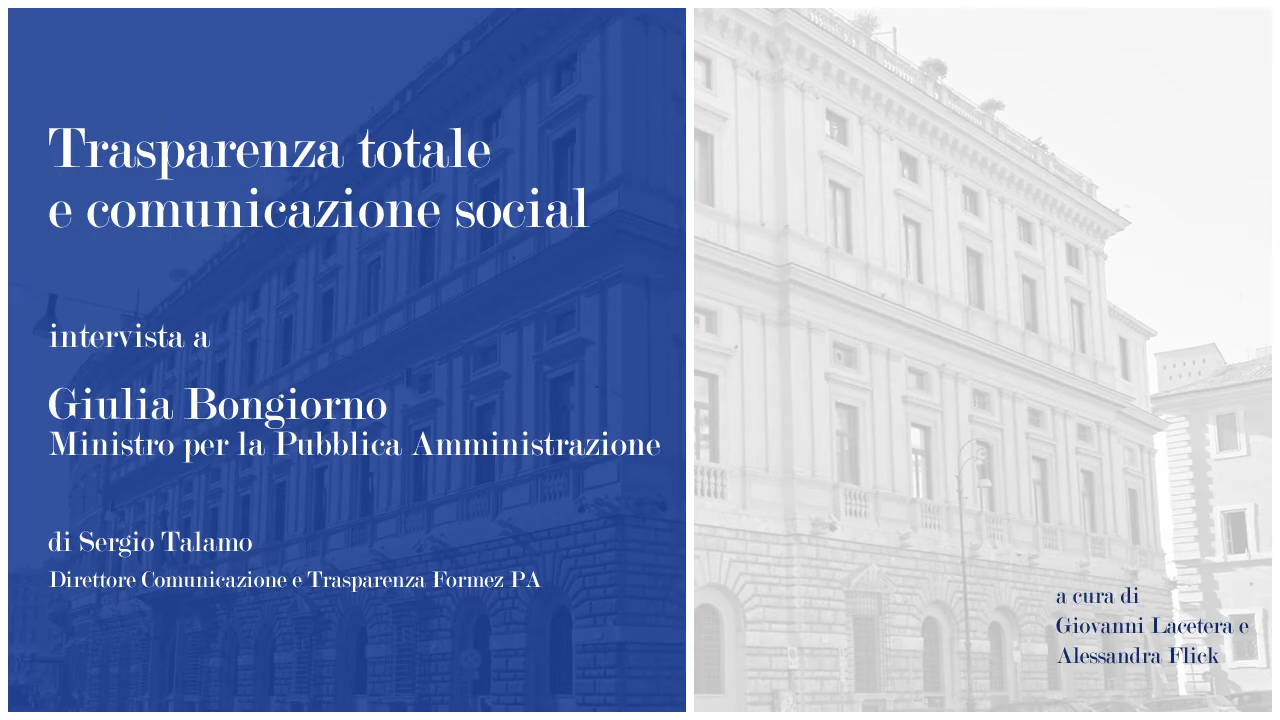 Trasparenza totale
e comunicazione social
intervista a
Giulia Bongiorno
Ministro per la Pubblica Amministrazione
di Sergio Talamo
Direttore Comunicazione e Trasparenza Formez PA
a cura di
Giovanni Lacetera e
Alessandra Flick